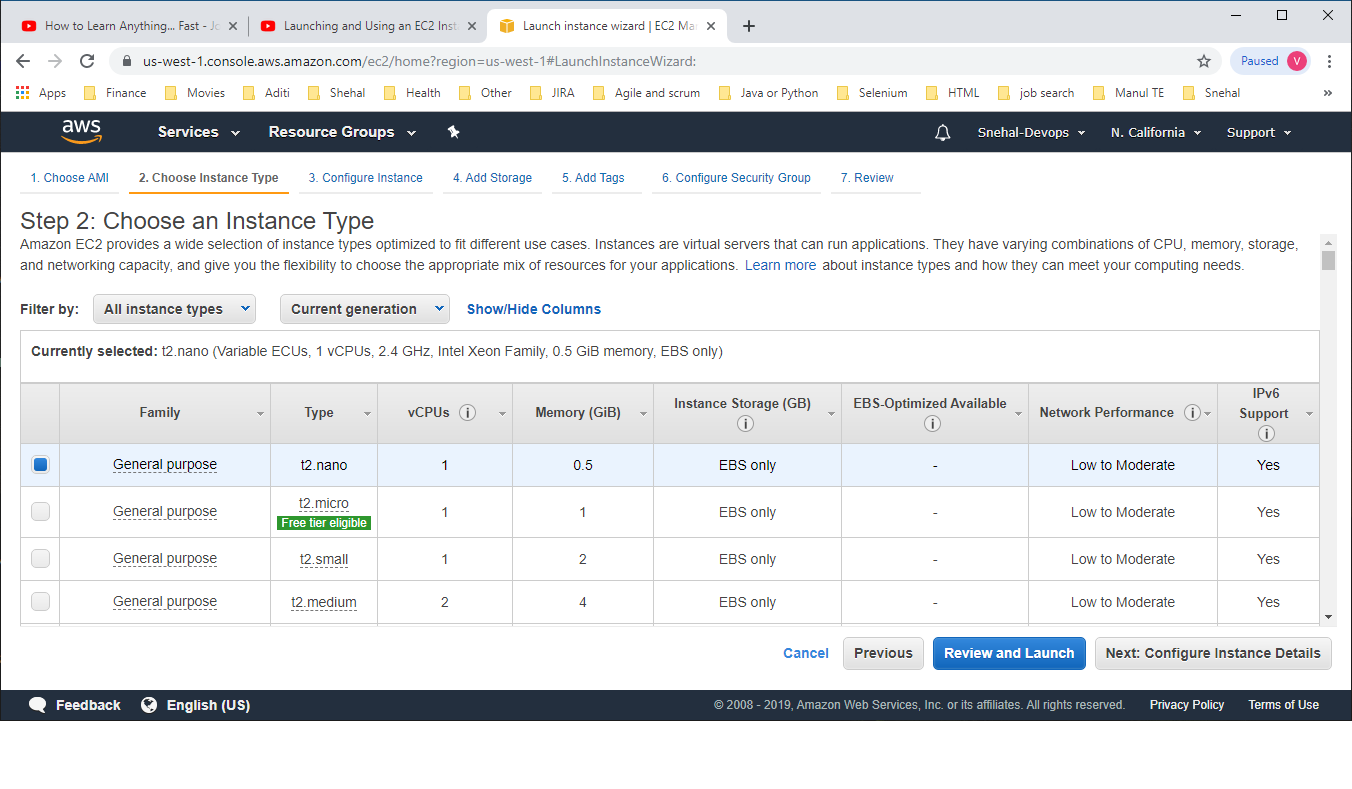 How to Learn Anything... Fast - Jo
Launching and Using an EC2 Inst
Launch instance wizard | EC2 Man
us-west-1.console.aws.amazon.com/ec2/home?region=us-west-1#LaunchInstanceWizard:
Paused V
Apps Finance Movies Aditi Shehal Health Other JIRA Agile and scrum Java or Python Selenium HTML job search Manul TE Snehal »
aws Services Resource Groups Snehal-Devops N. California Support
1. Choose AMI 2. Choose Instance Type 3. Configure Instance 4. Add Storage 5. Add Tags 6. Configure Security Group 7. Review
Step 2: Choose an Instance Type
Amazon EC2 provides a wide selection of instance types optimized to fit different use cases. Instances are virtual servers that can run applications. They have varying combinations of CPU, memory, storage,
and networking capacity, and give you the flexibility to choose the appropriate mix of resources for your applications. Learn more about instance types and how they can meet your computing needs.
Filter by: All instance types Current generation Show/Hide Columns
Currently selected: t2.nano (Variable ECUs, 1 vCPUs, 2.4 GHz, Intel Xeon Family, 0.5 GiB memory, EBS only)
Family Type vCPUs i Memory (GiB) Instance Storage (GB) i EBS-Optimized Available i Network Performance i IPv6 Support i
General purpose t2.nano 1 0.5 EBS only - Low to Moderate Yes
General purpose t2.micro Free tier eligible 1 1 EBS only - Low to Moderate Yes
General purpose t2.small 1 2 EBS only - Low to Moderate Yes
General purpose t2.medium 2 4 EBS only - Low to Moderate Yes
Cancel Previous Review and Launch Next: Configure Instance Details
Feedback English (US) © 2008 - 2019, Amazon Web Services, Inc. or its affiliates. All rights reserved. Privacy Policy Terms of Use